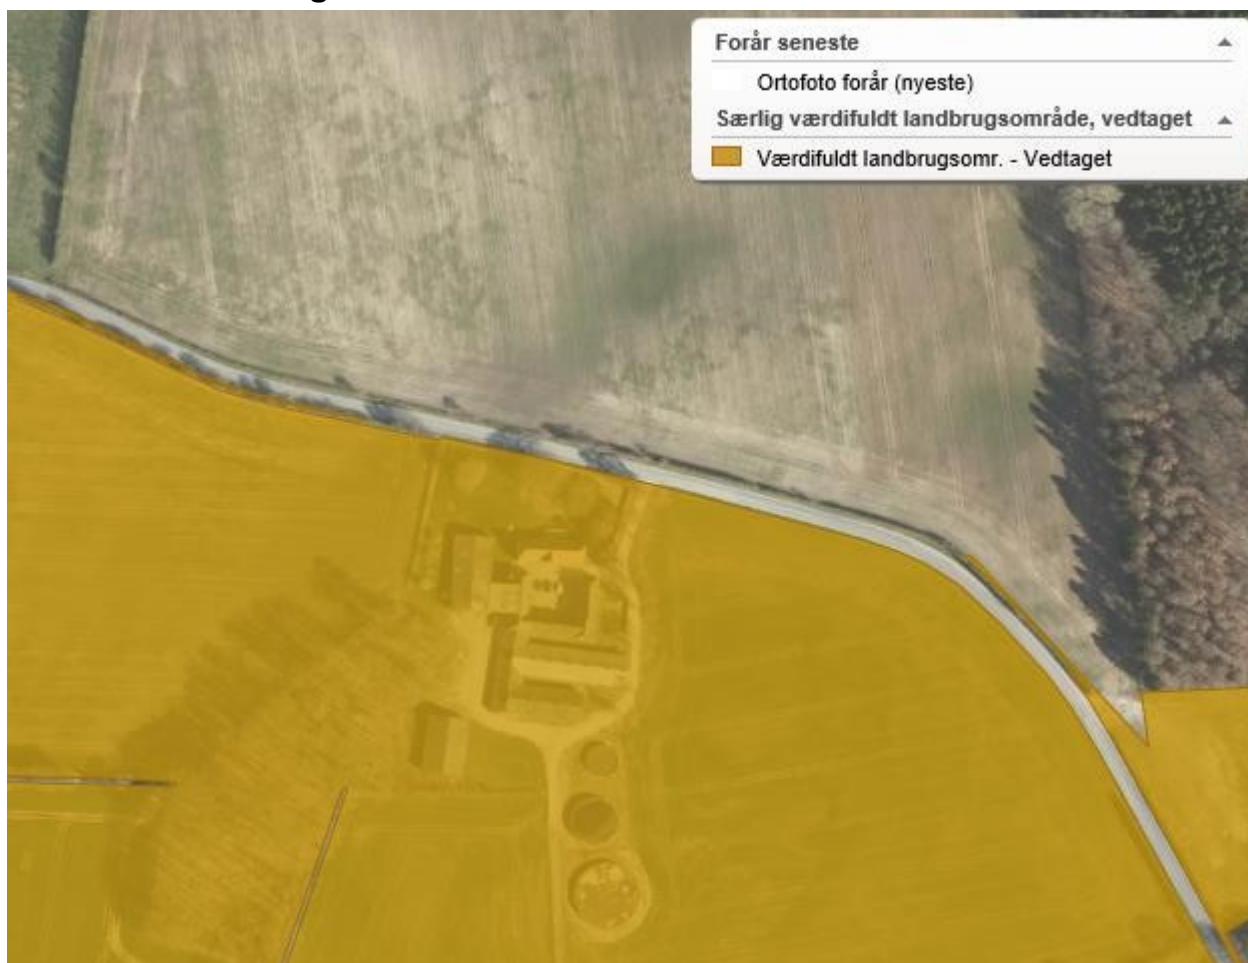 Forår seneste
Ortofoto forår (nyeste)
Særlig værdifuldt landbrugsområde, vedtaget
Værdifuldt landbrugsomr. - Vedtaget